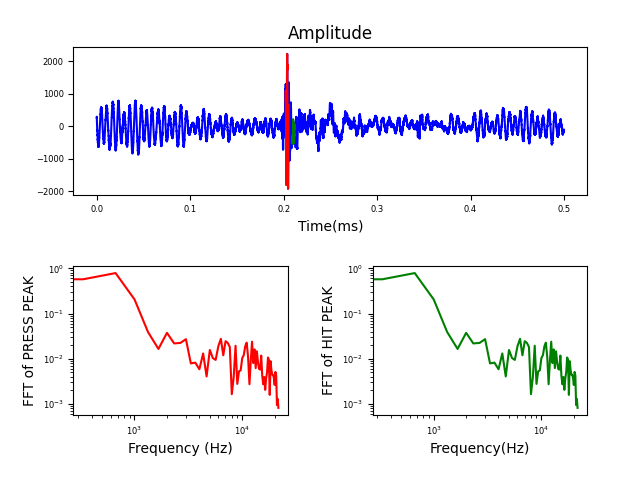 Amplitude
2000
1000
0
−1000
−2000
0.0 0.1 0.2 0.3 0.4 0.5
Time(ms)
FFT of PRESS PEAK
10⁰
10⁻¹
10⁻²
10⁻³
10³ 10⁴
Frequency (Hz)
FFT of HIT PEAK
10⁰
10⁻¹
10⁻²
10⁻³
10³ 10⁴
Frequency(Hz)